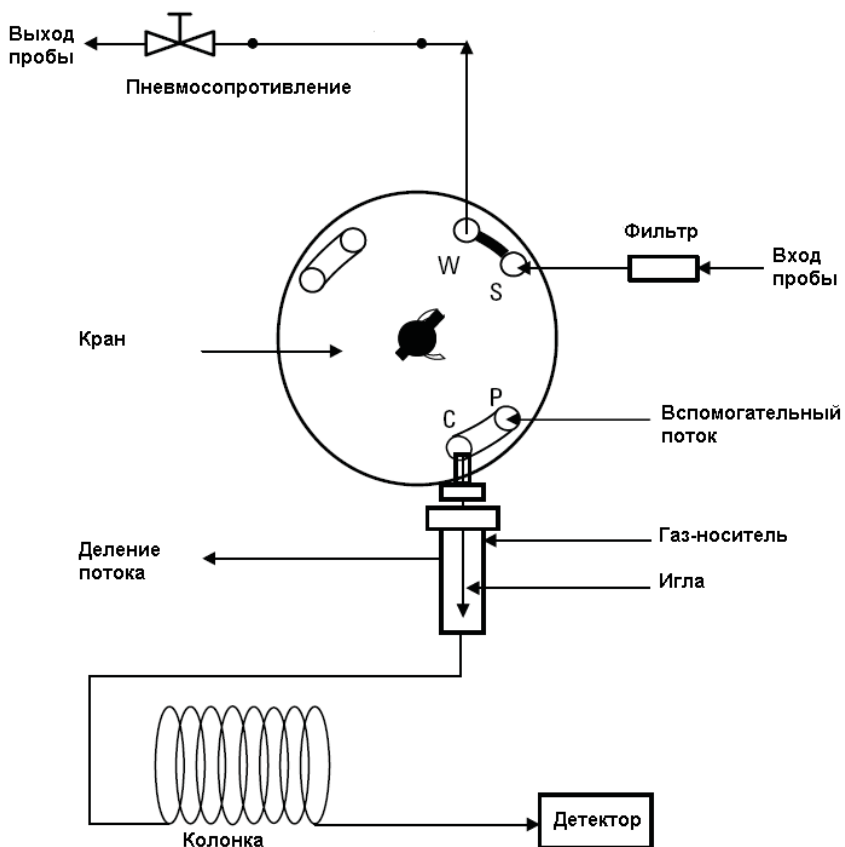 Выход
пробы
Пневмосопротивление
Фильтр
W
Вход
пробы
S
Кран
P
C
Вспомогательный
поток
Газ-носитель
Деление
потока
Игла
Детектор
Колонка